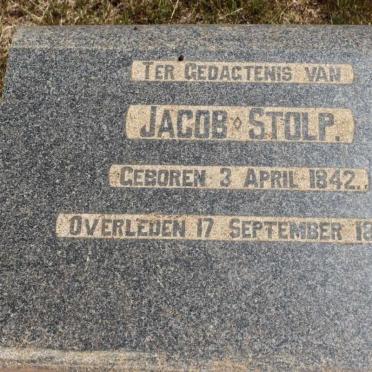 TER GEDACTENIS VAN
JACOB ◊ STOLP.
GEBOREN 3 APRIL 1842.
OVERLEDEN 17 SEPTEMBER